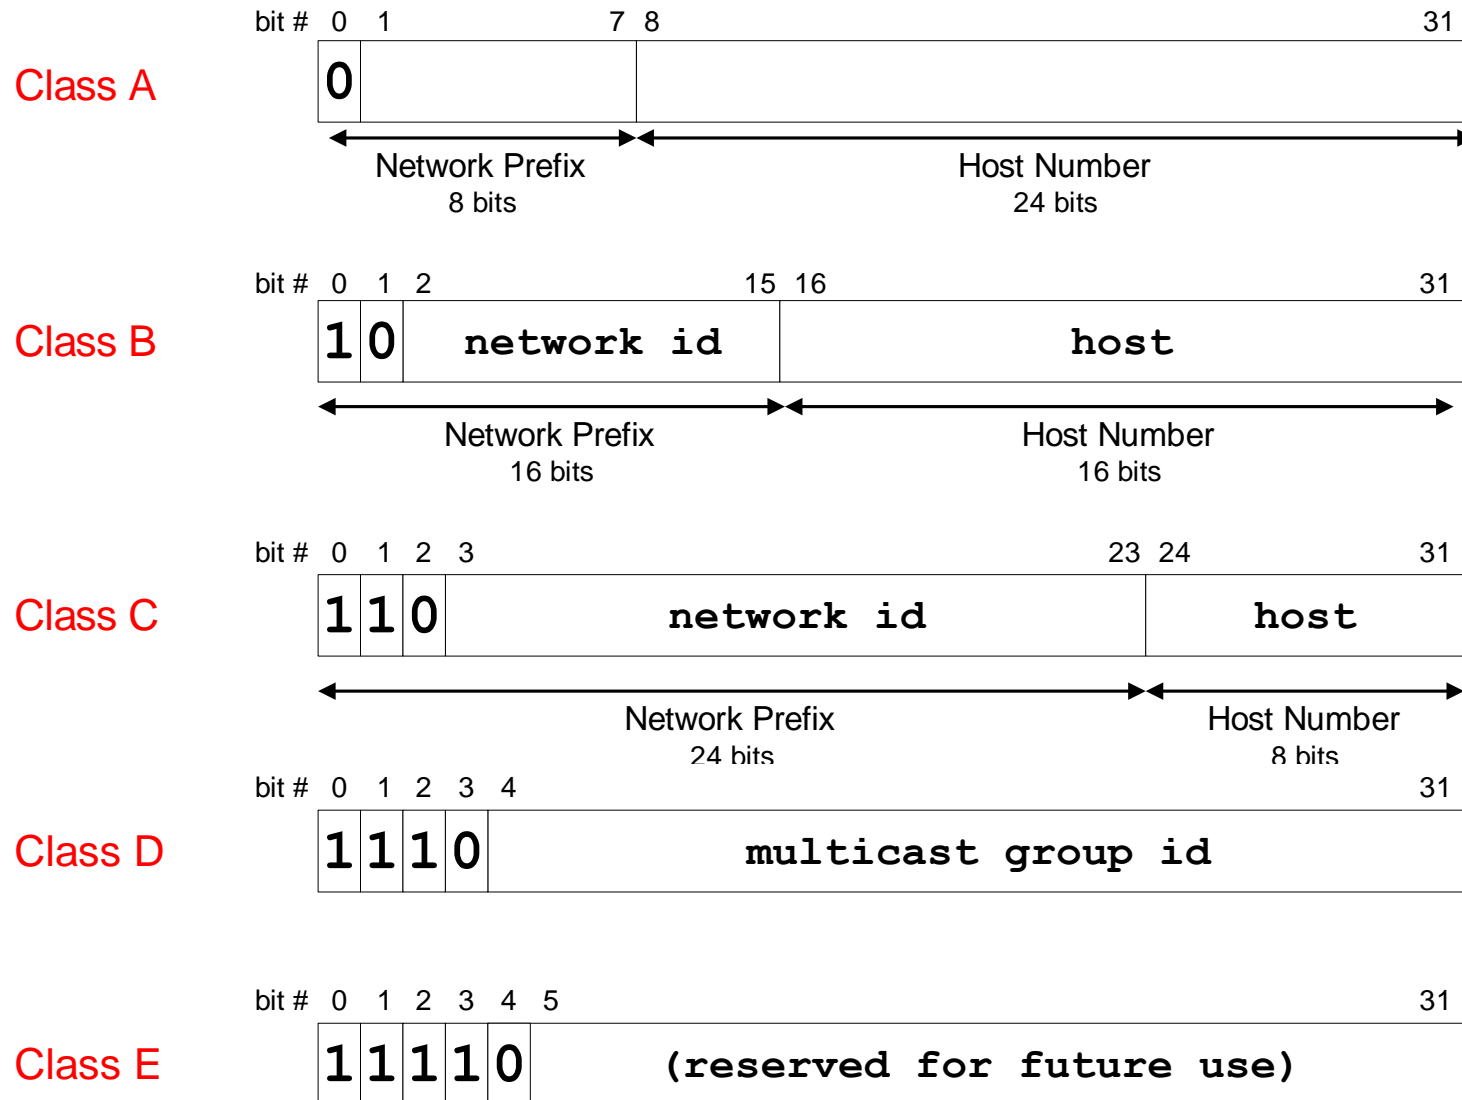 bit # 0 1 7 8 31
Class A 0
Network Prefix Host Number
8 bits 24 bits
bit # 0 1 2 15 16 31
Class B 1 0 network id host
Network Prefix Host Number
16 bits 16 bits
bit # 0 1 2 3 23 24 31
Class C 1 1 0 network id host
Network Prefix Host Number
24 bits 8 bits
bit # 0 1 2 3 4 31
Class D 1 1 1 0 multicast group id
bit # 0 1 2 3 4 5 31
Class E 1 1 1 1 0 (reserved for future use)